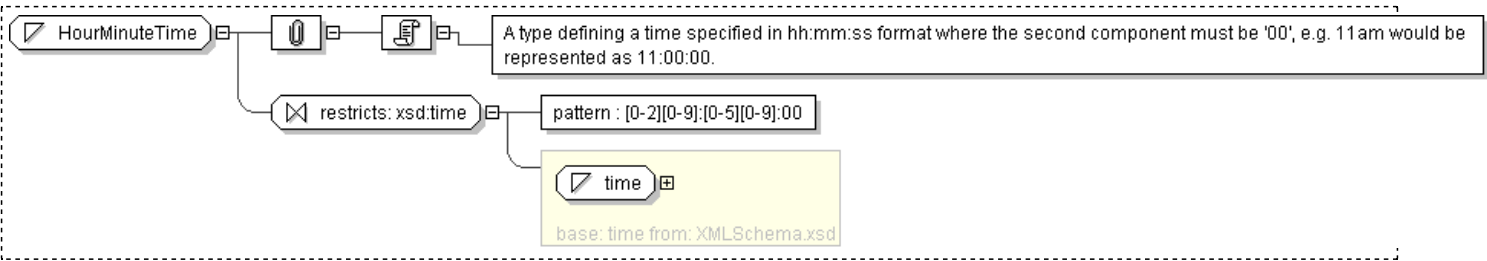 HourMinuteTime
A type defining a time specified in hh:mm:ss format where the second component must be '00', e.g. 11am would be
represented as 11:00:00.
restricts: xsd:time
pattern : [0-2][0-9]:[0-5][0-9]:00
time
base: time from: XMLSchema.xsd